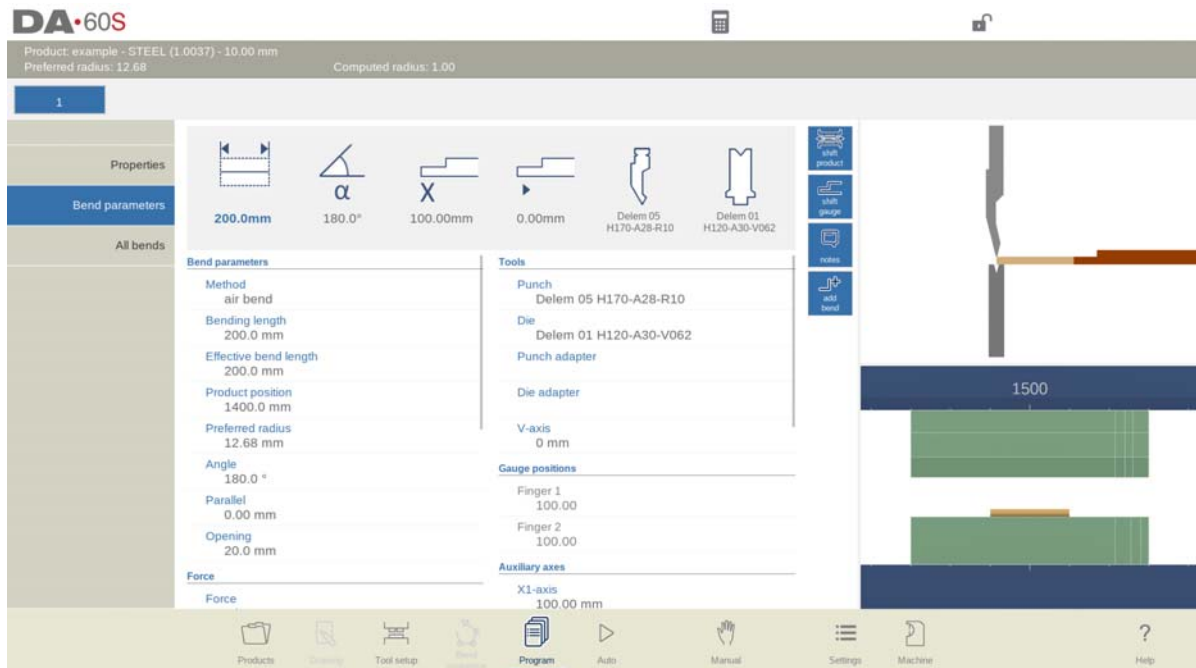 DA•60S
Product: example - STEEL (1.0037) - 10.00 mm
Preferred radius: 12.68 Computed radius: 1.00
1
Properties
Bend parameters
All bends
α
X
200.0mm 180.0° 100.00mm 0.00mm Delem 05 H170-A28-R10 Delem 01 H120-A30-V062
shift product
shift gauge
notes
add bend
Bend parameters
Method
air bend
Bending length
200.0 mm
Effective bend length
200.0 mm
Product position
1400.0 mm
Preferred radius
12.68 mm
Angle
180.0 °
Parallel
0.00 mm
Opening
20.0 mm
Force
Force
Tools
Punch
Delem 05 H170-A28-R10
Die
Delem 01 H120-A30-V062
Punch adapter
Die adapter
V-axis
0 mm
Gauge positions
Finger 1
100.00
Finger 2
100.00
Auxiliary axes
X1-axis
100.00 mm
1500
Products Tool setup Program Auto Manual Settings Machine ? Help